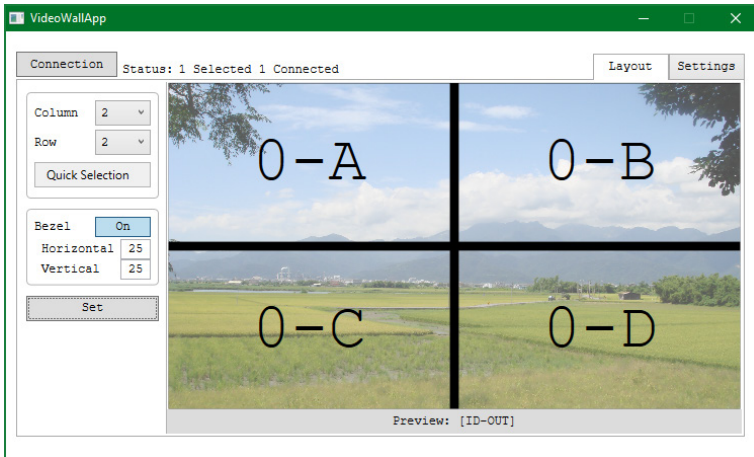 VideoWallApp
Connection Status: 1 Selected 1 Connected Layout Settings
Column 2
Row 2
Quick Selection
Bezel On
Horizontal 25
Vertical 25
Set
0-A 0-B
0-C 0-D
Preview: [ID-OUT]